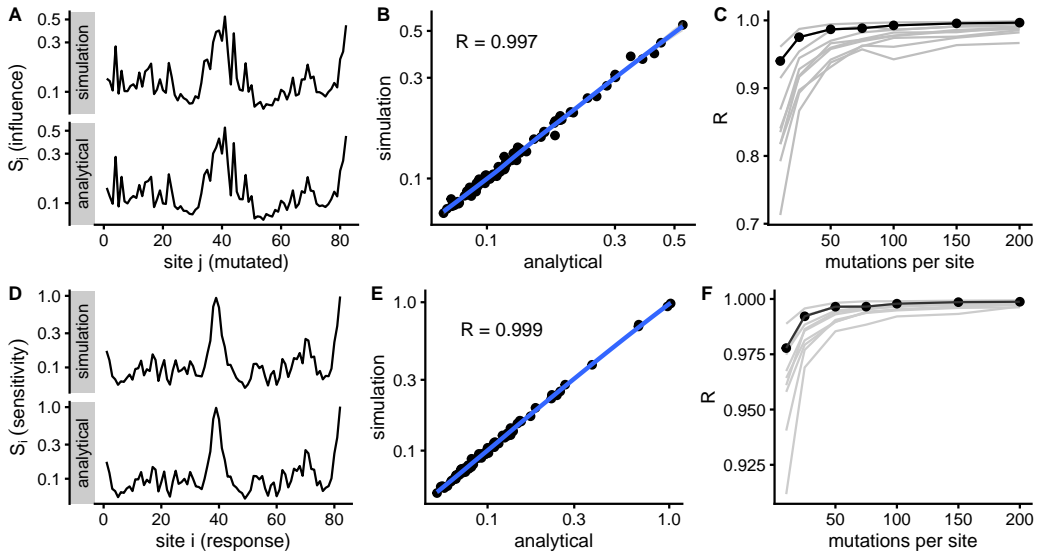 A
S_j (influence)
simulation
0.5
0.3
0.1
analytical
0.5
0.3
0.1
0
20
40
60
80
site j (mutated)
B
R = 0.997
simulation
0.5
0.3
0.1
0.1
0.3
0.5
analytical
C
R
1.0
0.9
0.8
0.7
50
100
150
200
mutations per site
D
S_i (sensitivity)
simulation
1.0
0.3
0.1
analytical
1.0
0.3
0.1
0
20
40
60
80
site i (response)
E
R = 0.999
simulation
1.0
0.3
0.1
0.1
0.3
1.0
analytical
F
R
1.000
0.975
0.950
0.925
50
100
150
200
mutations per site